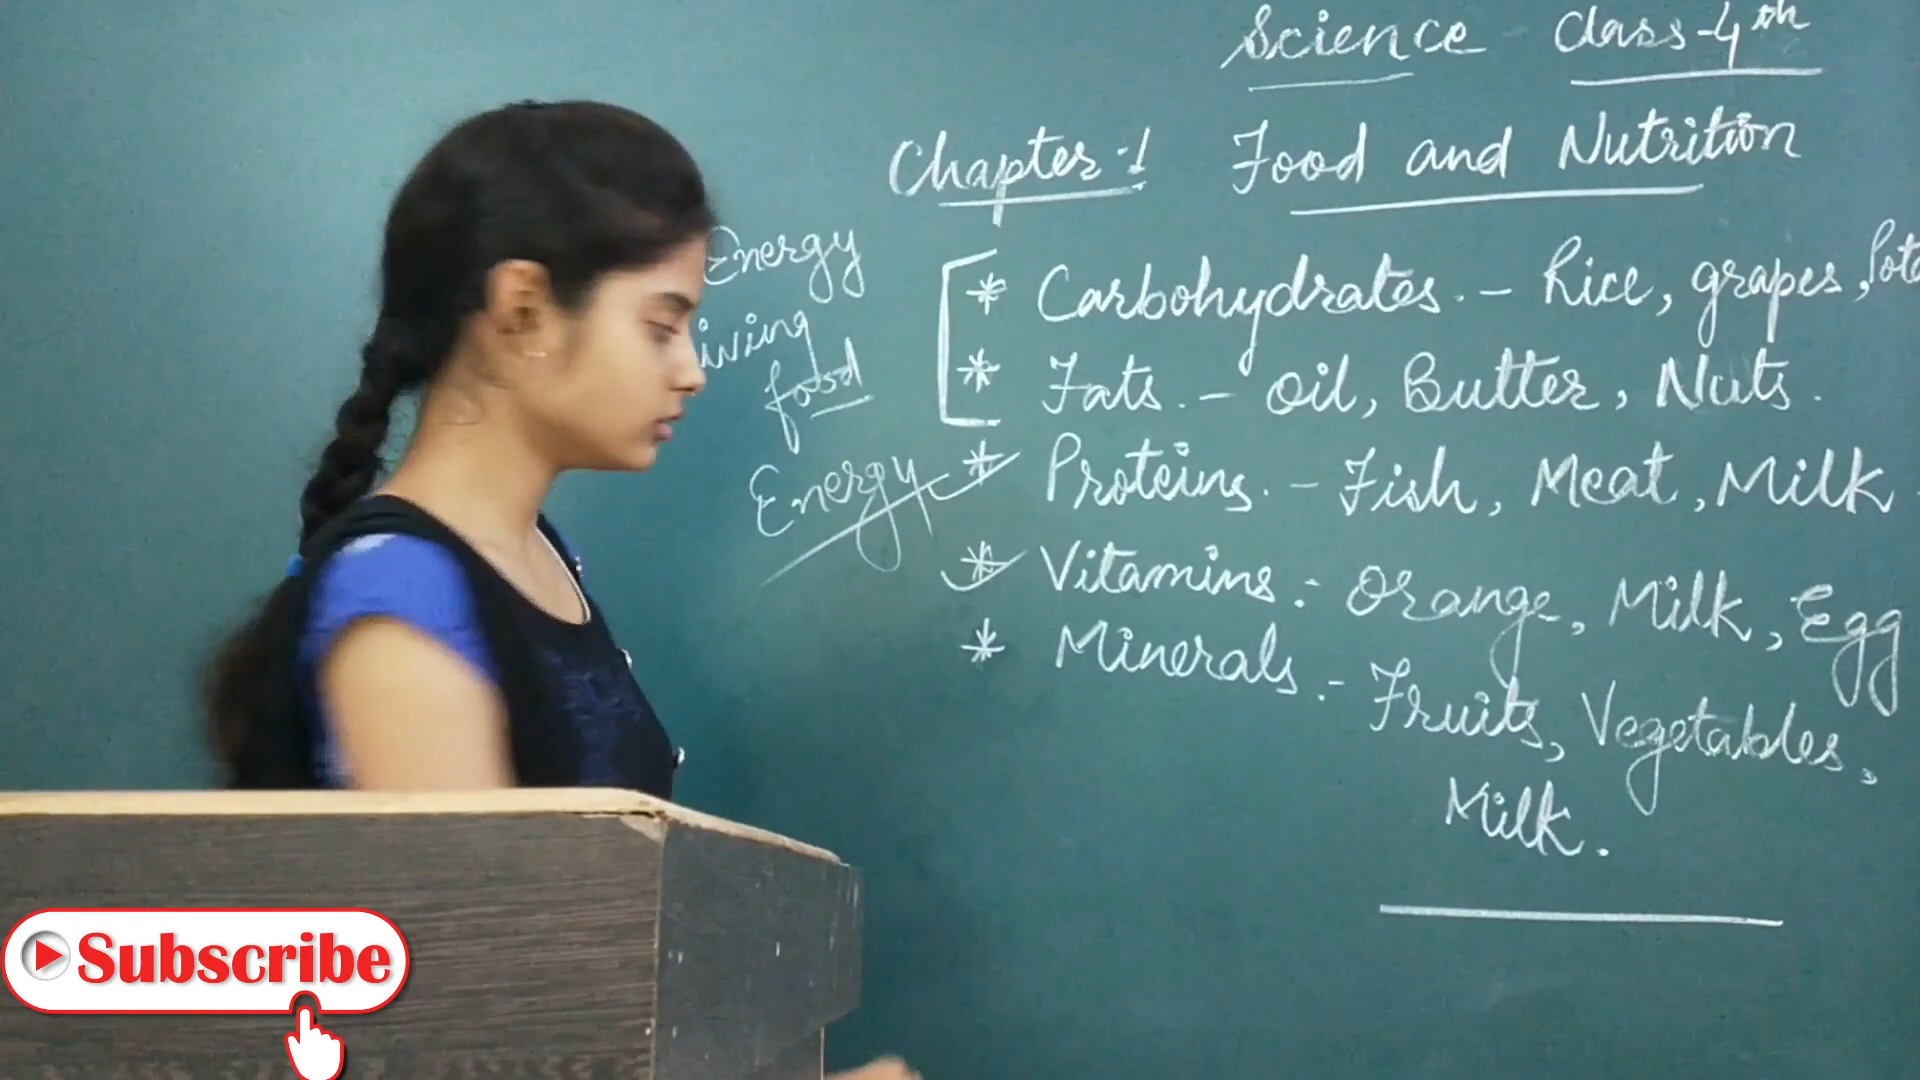 Science Class-4th
Chapter-1 Food and Nutrition
Energy
food
Energy
* Carbohydrates. - Rice, grapes,
* Fats. - Oil, Butter, Nuts.
* Proteins. - Fish, Meat, Milk
* Vitamins: Orange, Milk, Egg
* Minerals :- Fruits, Vegetables,
Milk.
Subscribe